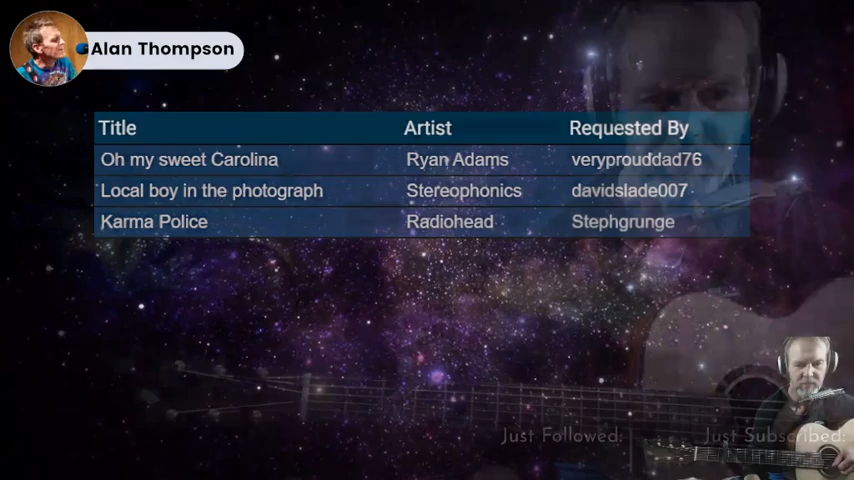 Alan Thompson
Title Artist Requested By
Oh my sweet Carolina Ryan Adams veryprouddad76
Local boy in the photograph Stereophonics davidslade007
Karma Police Radiohead Stephgrunge
Just Followed: Just Subscribed: